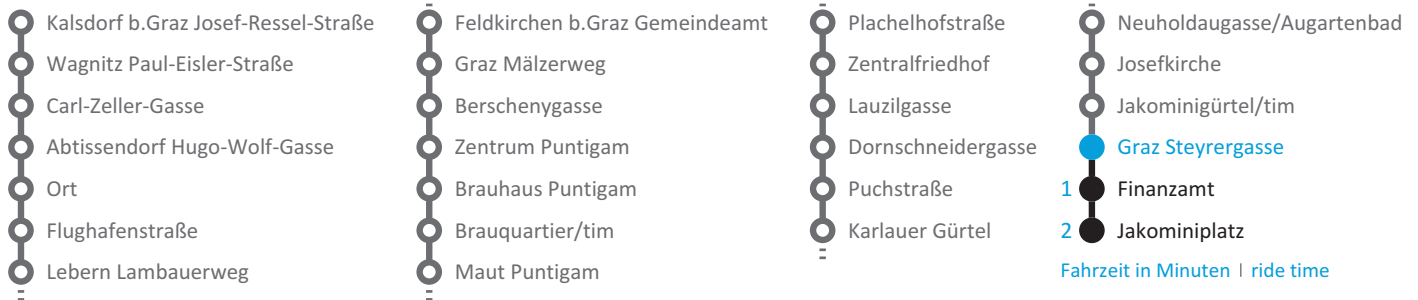 Kalsdorf b.Graz Josef-Ressel-Straße
Wagnitz Paul-Eisler-Straße
Carl-Zeller-Gasse
Abtissendorf Hugo-Wolf-Gasse
Ort
Flughafenstraße
Lebern Lambauerweg
Feldkirchen b.Graz Gemeindeamt
Graz Mälzerweg
Berschenygasse
Zentrum Puntigam
Brauhaus Puntigam
Brauquartier/tim
Maut Puntigam
Plachelhofstraße
Zentralfriedhof
Lauzilgasse
Dornschneidergasse
Puchstraße
Karlauer Gürtel
Neuholdaugasse/Augartenbad
Josefkirche
Jakominigürtel/tim
Graz Steyrergasse
1 Finanzamt
2 Jakominiplatz
Fahrzeit in Minuten | ride time